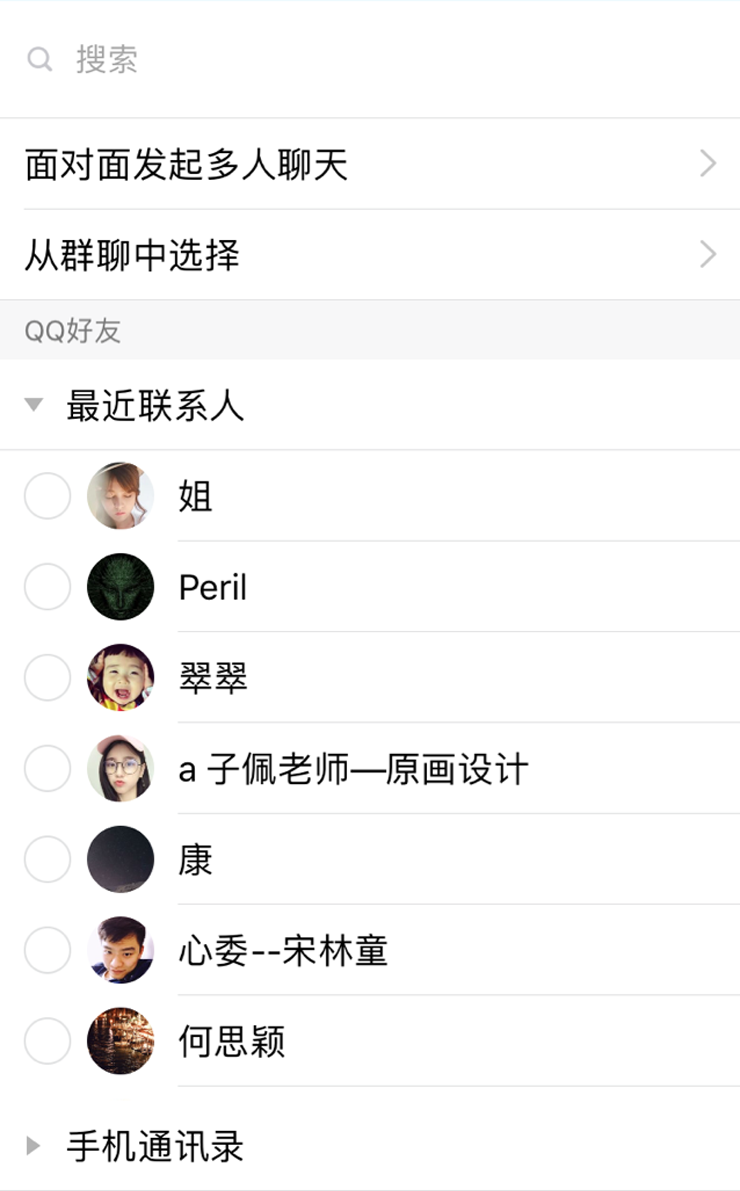 搜索
面对面发起多人聊天
从群聊中选择
QQ好友
最近联系人
姐
Peril
翠翠
a 子佩老师—原画设计
康
心委--宋林童
何思颖
手机通讯录